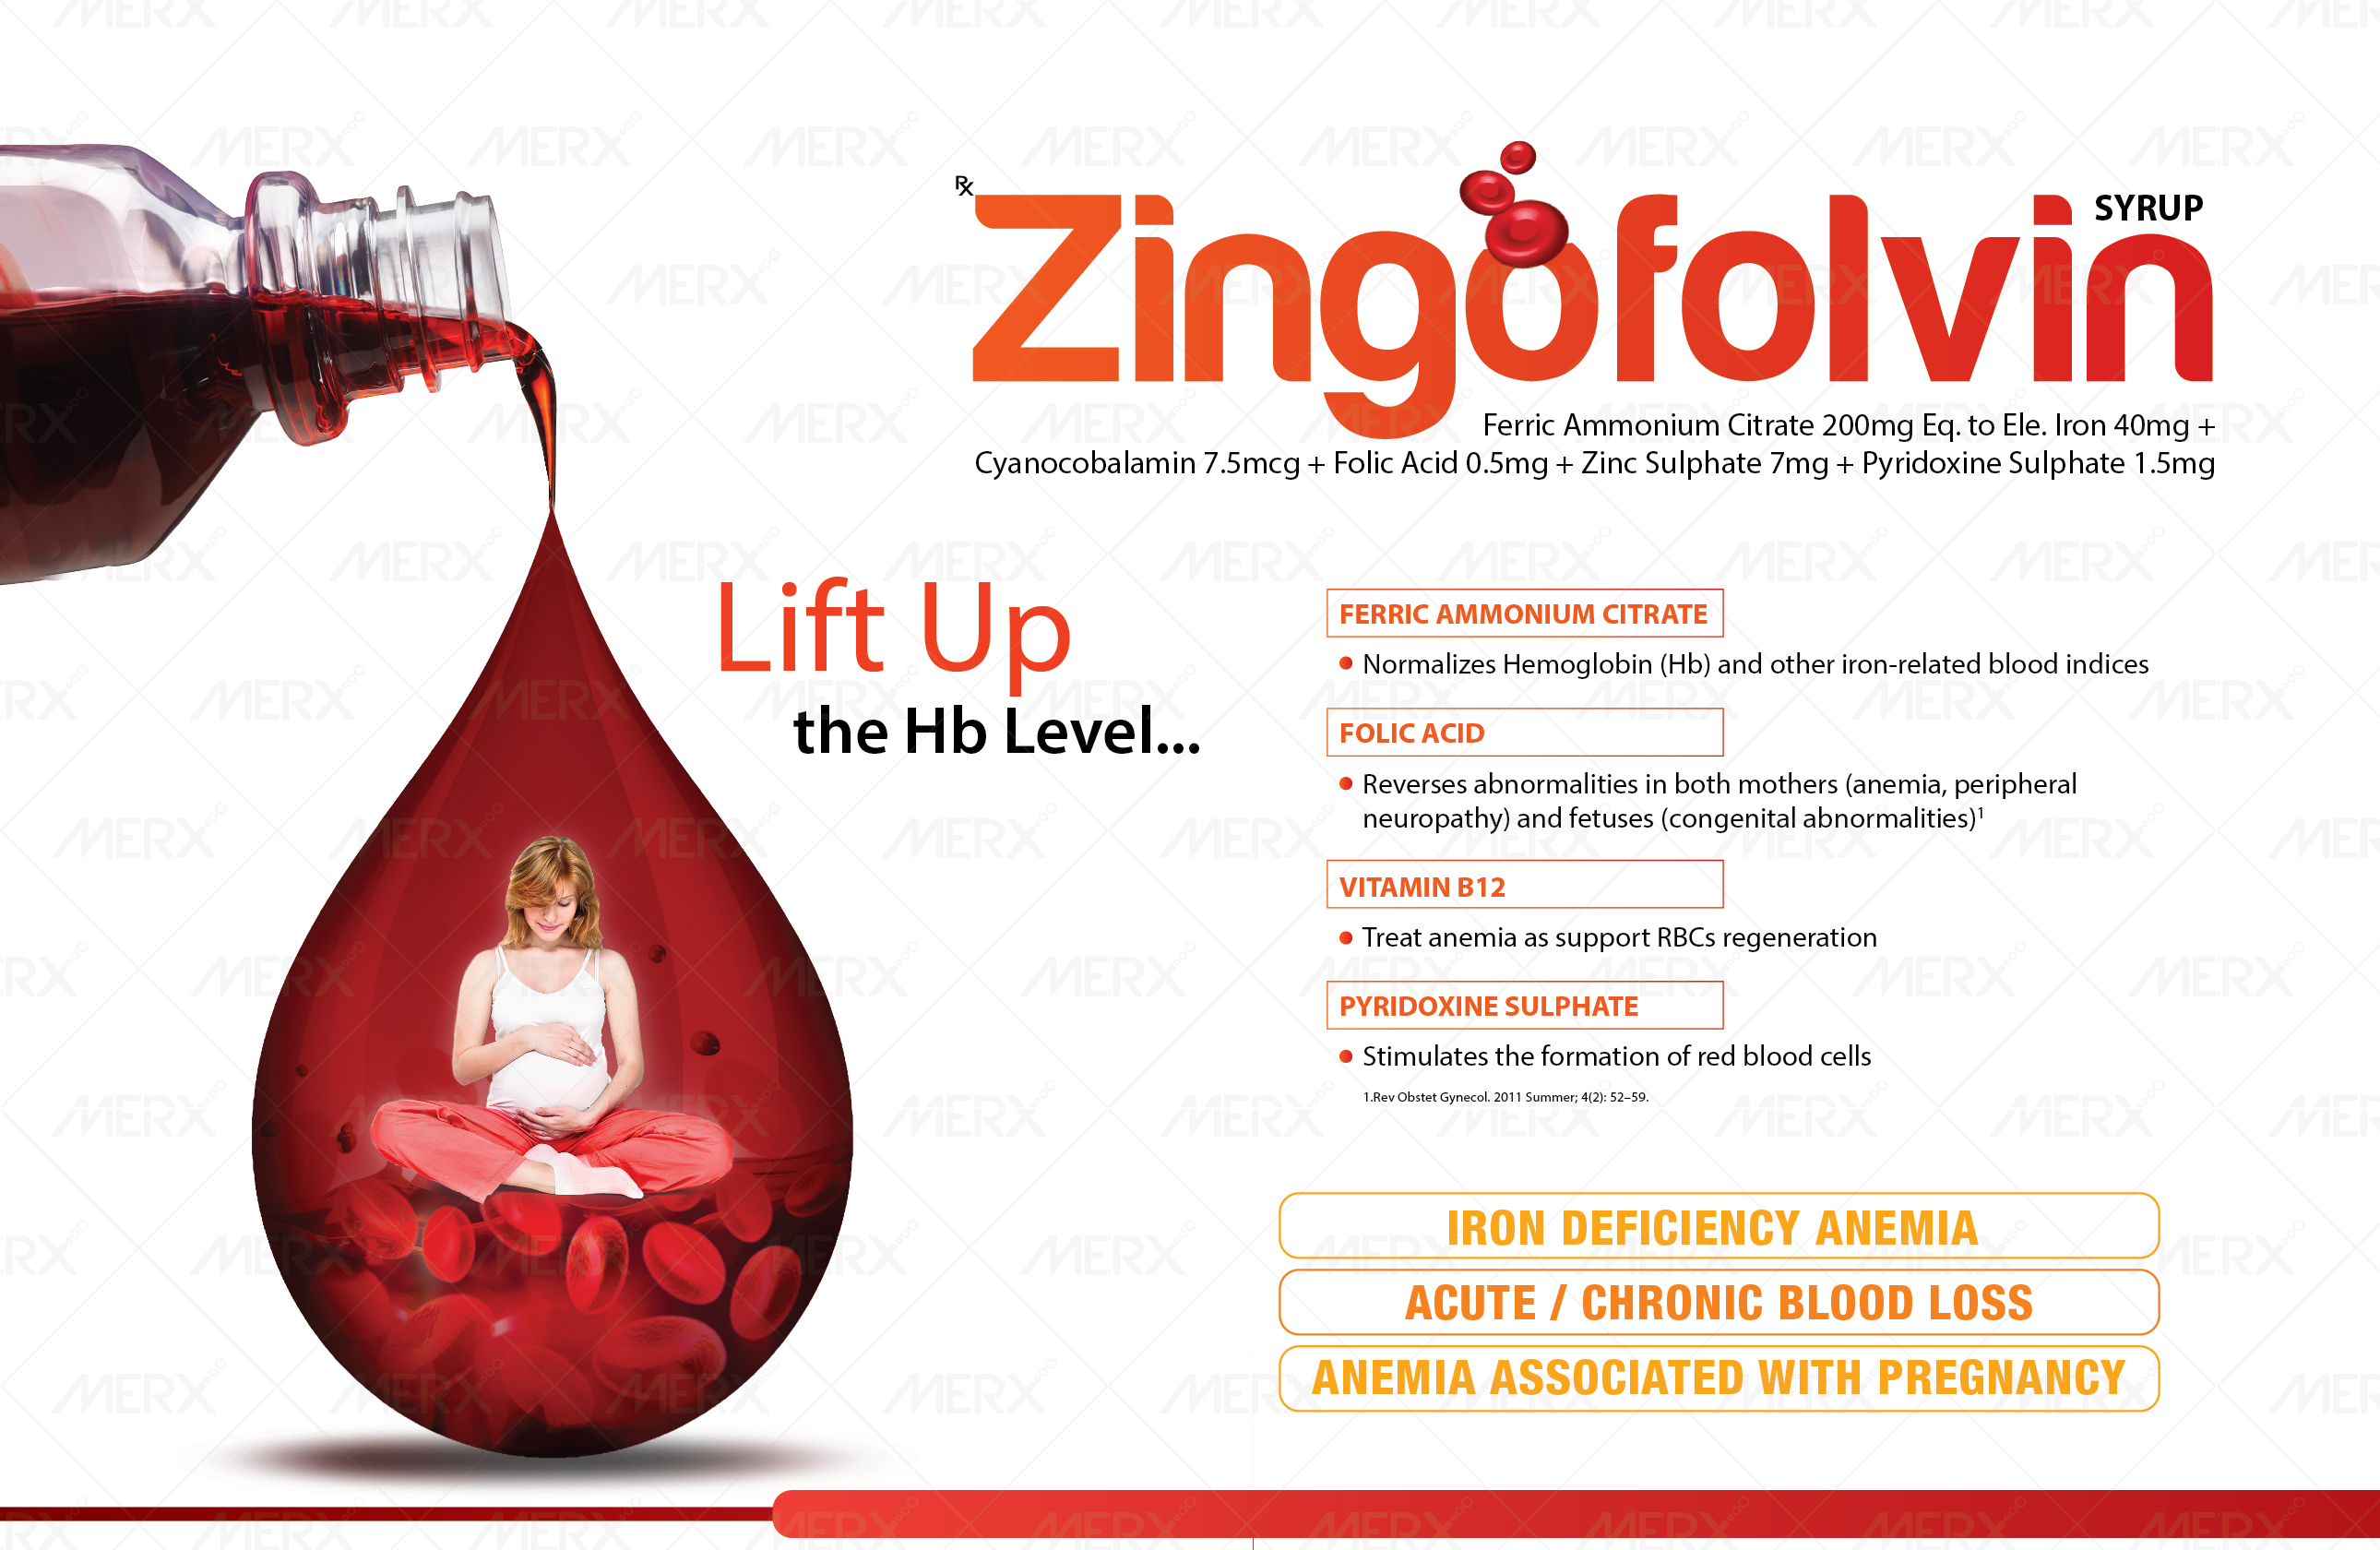 ℞
Zingofolvin
SYRUP
Ferric Ammonium Citrate 200mg Eq. to Ele. Iron 40mg +
Cyanocobalamin 7.5mcg + Folic Acid 0.5mg + Zinc Sulphate 7mg + Pyridoxine Sulphate 1.5mg
Lift Up
the Hb Level...
FERRIC AMMONIUM CITRATE
• Normalizes Hemoglobin (Hb) and other iron-related blood indices
FOLIC ACID
• Reverses abnormalities in both mothers (anemia, peripheral
neuropathy) and fetuses (congenital abnormalities)¹
VITAMIN B12
• Treat anemia as support RBCs regeneration
PYRIDOXINE SULPHATE
• Stimulates the formation of red blood cells
1.Rev Obstet Gynecol. 2011 Summer; 4(2): 52–59.
IRON DEFICIENCY ANEMIA
ACUTE / CHRONIC BLOOD LOSS
ANEMIA ASSOCIATED WITH PREGNANCY
MERX